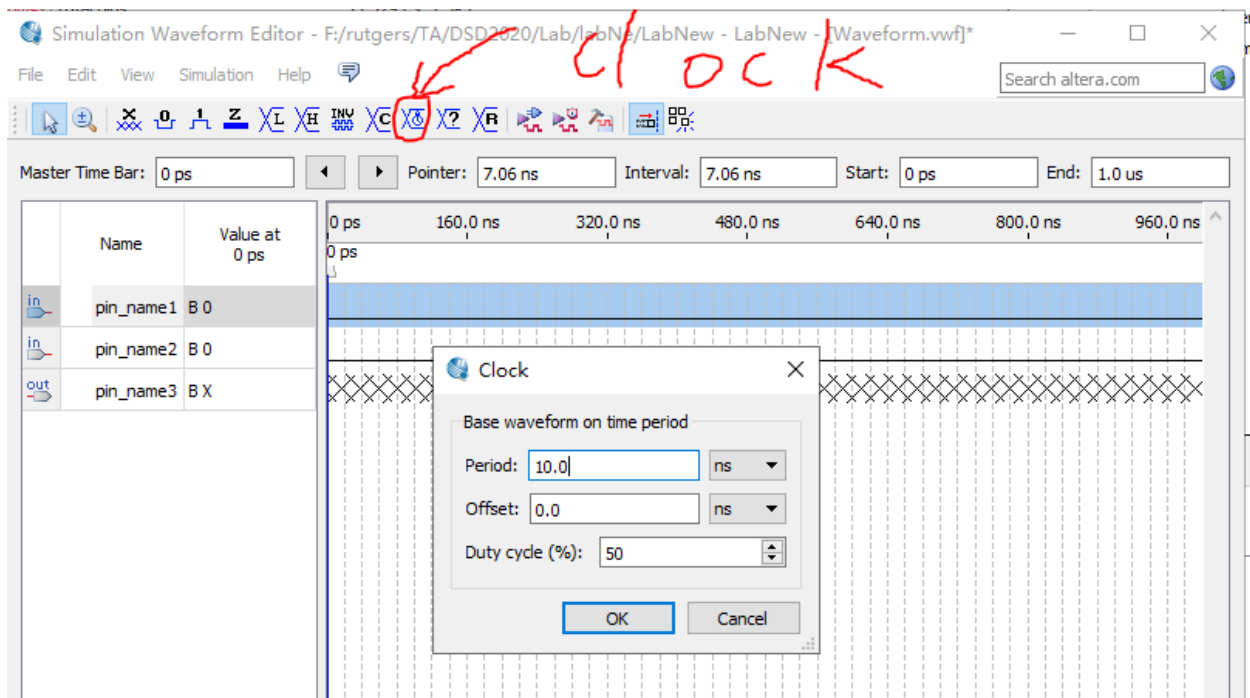 Simulation Waveform Editor - F:/rutgers/TA/DSD2020/Lab/labNe/LabNew - LabNew - [Waveform.vwf]*
clock
File Edit View Simulation Help
Search altera.com
Master Time Bar: 0 ps Pointer: 7.06 ns Interval: 7.06 ns Start: 0 ps End: 1.0 us
Name Value at 0 ps
0 ps 160.0 ns 320.0 ns 480.0 ns 640.0 ns 800.0 ns 960.0 ns
0 ps
in pin_name1 B 0
in pin_name2 B 0
out pin_name3 B X
Clock
Base waveform on time period
Period: 10.0 ns
Offset: 0.0 ns
Duty cycle (%): 50
OK Cancel